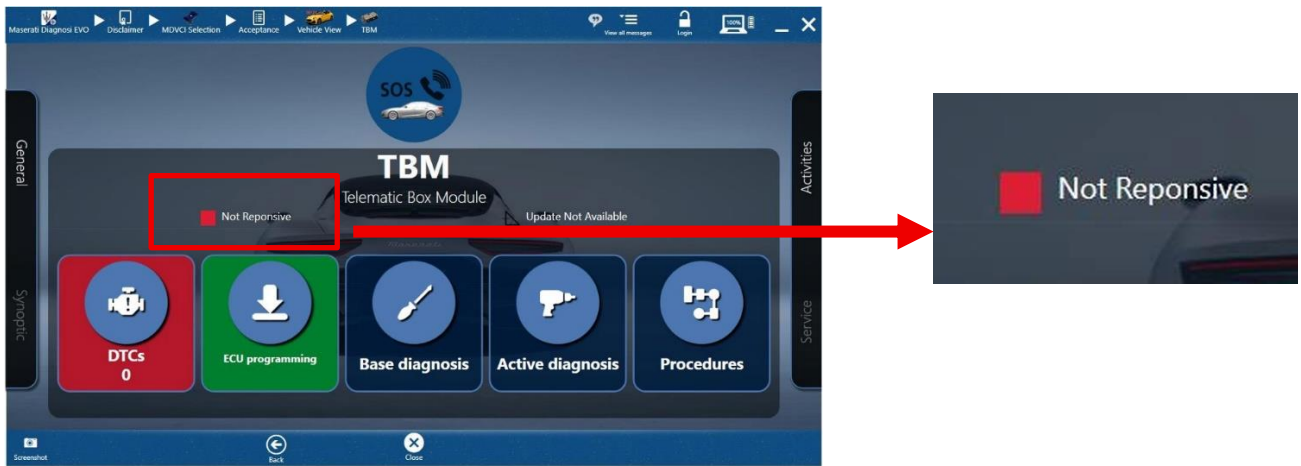 Maserati Diagnosi EVO
Disclaimer
MDVCI Selection
Acceptance
Vehicle View
TBM
View all messages
Login
100%
SOS
TBM
Telematic Box Module
Not Reponsive
Update Not Available
DTCs
0
ECU programming
Base diagnosis
Active diagnosis
Procedures
General
Synoptic
Activities
Service
Screenshot
Back
Close
Not Reponsive